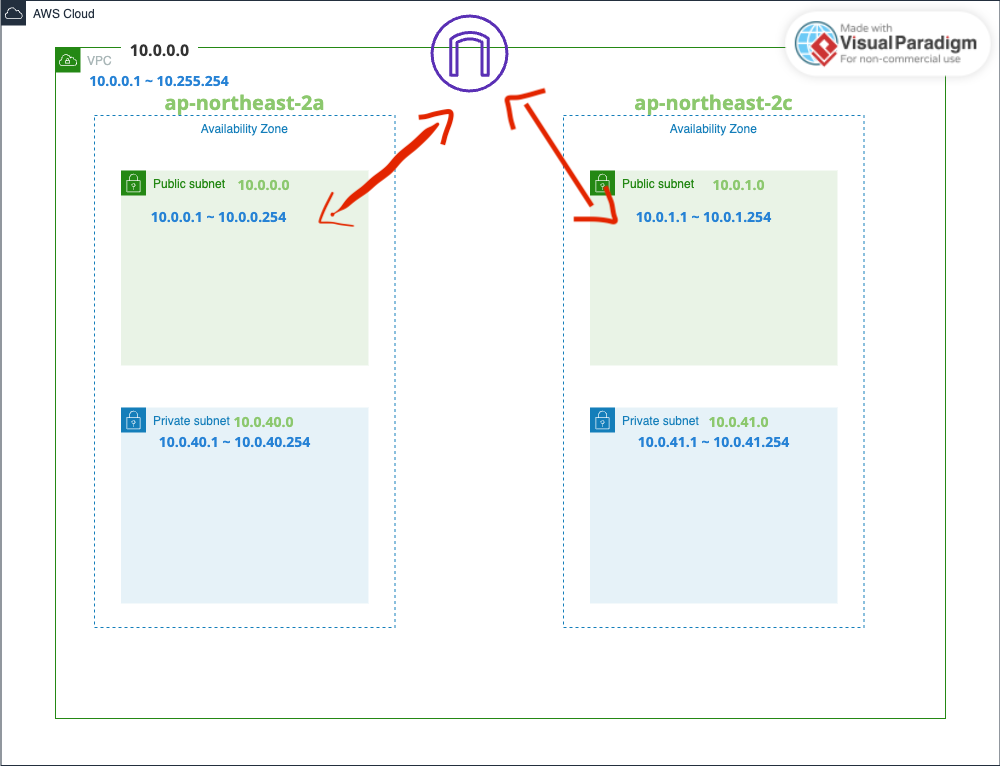 AWS Cloud
10.0.0.0
VPC
10.0.0.1 ~ 10.255.254
Made with
Visual Paradigm
For non-commercial use
ap-northeast-2a
Availability Zone
Public subnet 10.0.0.0
10.0.0.1 ~ 10.0.0.254
Private subnet 10.0.40.0
10.0.40.1 ~ 10.0.40.254
ap-northeast-2c
Availability Zone
Public subnet 10.0.1.0
10.0.1.1 ~ 10.0.1.254
Private subnet 10.0.41.0
10.0.41.1 ~ 10.0.41.254